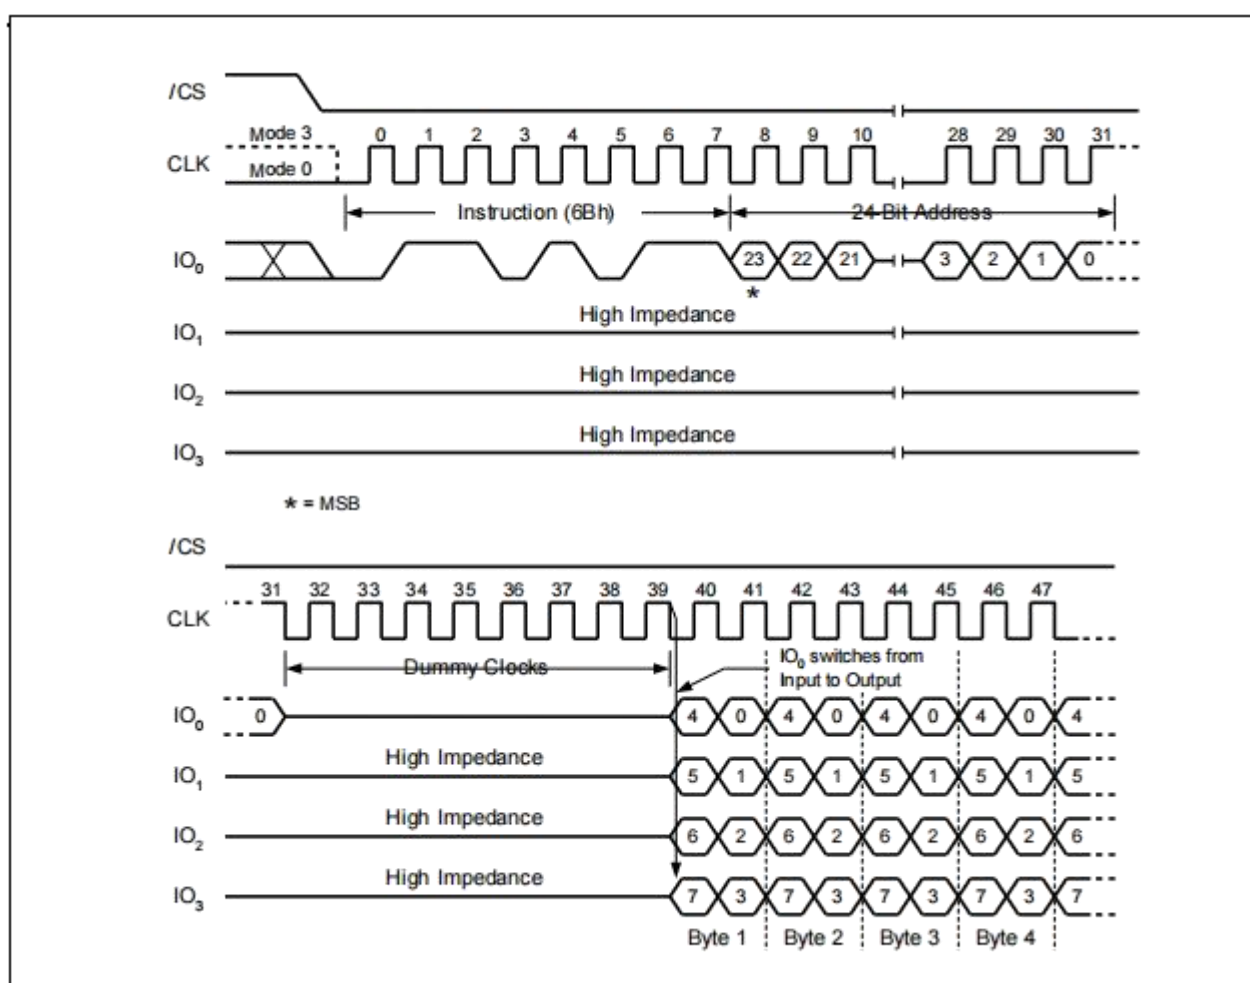 /CS
Mode 3
0 1 2 3 4 5 6 7 8 9 10 28 29 30 31
CLK
Mode 0
Instruction (6Bh) 24-Bit Address
IO0 23 22 21 3 2 1 0
*
High Impedance
IO1
High Impedance
IO2
High Impedance
IO3
* = MSB
/CS
31 32 33 34 35 36 37 38 39 40 41 42 43 44 45 46 47
CLK
Dummy Clocks
IO0 switches from
Input to Output
IO0 0 4 0 4 0 4 0 4 0 4
High Impedance
IO1 5 1 5 1 5 1 5 1 5
High Impedance
IO2 6 2 6 2 6 2 6 2 6
High Impedance
IO3 7 3 7 3 7 3 7 3 7
Byte 1 Byte 2 Byte 3 Byte 4